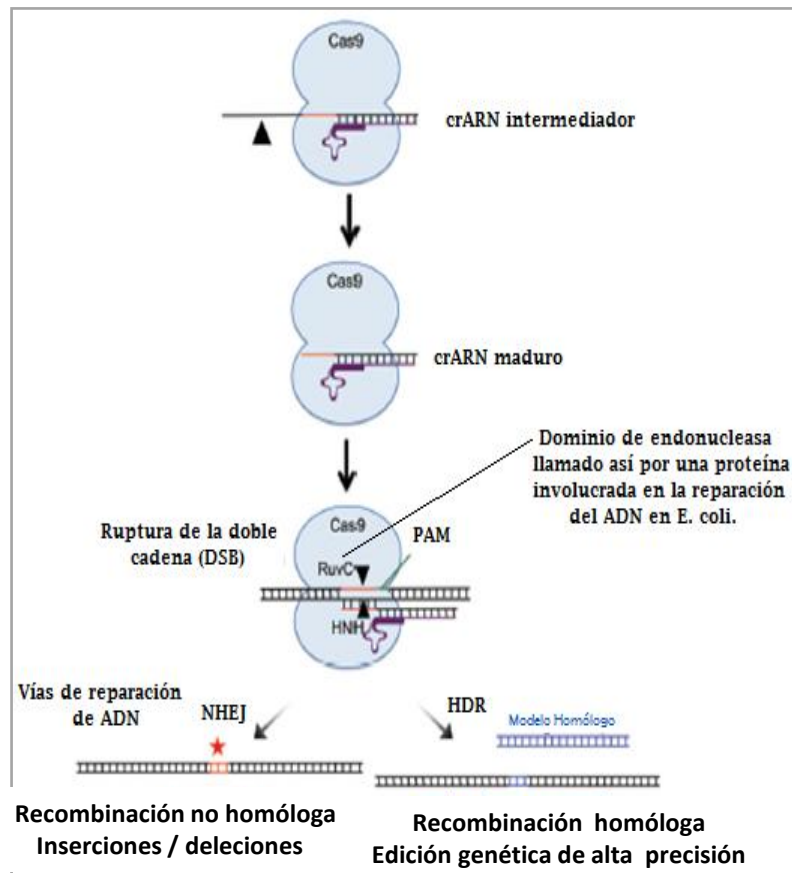 Cas9
crARN intermediador
Cas9
crARN maduro
Dominio de endonucleasa
llamado así por una proteína
involucrada en la reparación
del ADN en E. coli.
Ruptura de la doble
cadena (DSB)
Cas9
PAM
RuvC
HNH
Vías de reparación
de ADN
NHEJ
HDR
Modelo Homólogo
Recombinación no homóloga
Inserciones / deleciones
Recombinación homóloga
Edición genética de alta precisión